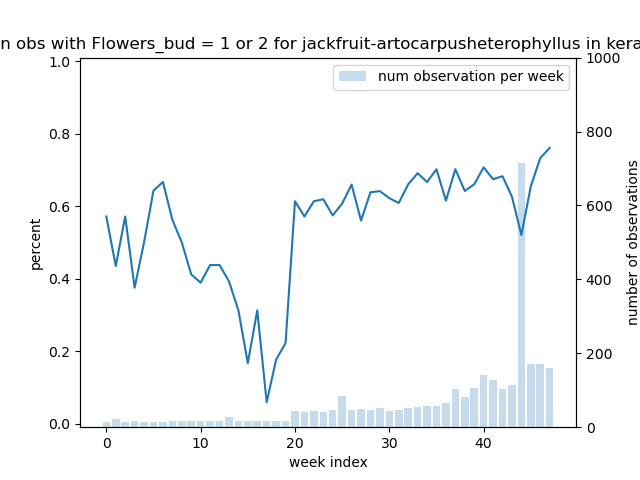 n obs with Flowers_bud = 1 or 2 for jackfruit-artocarpusheterophyllus in kera
num observation per week
percent
number of observations
1.0
0.8
0.6
0.4
0.2
0.0
1000
800
600
400
200
0
0 10 20 30 40
week index